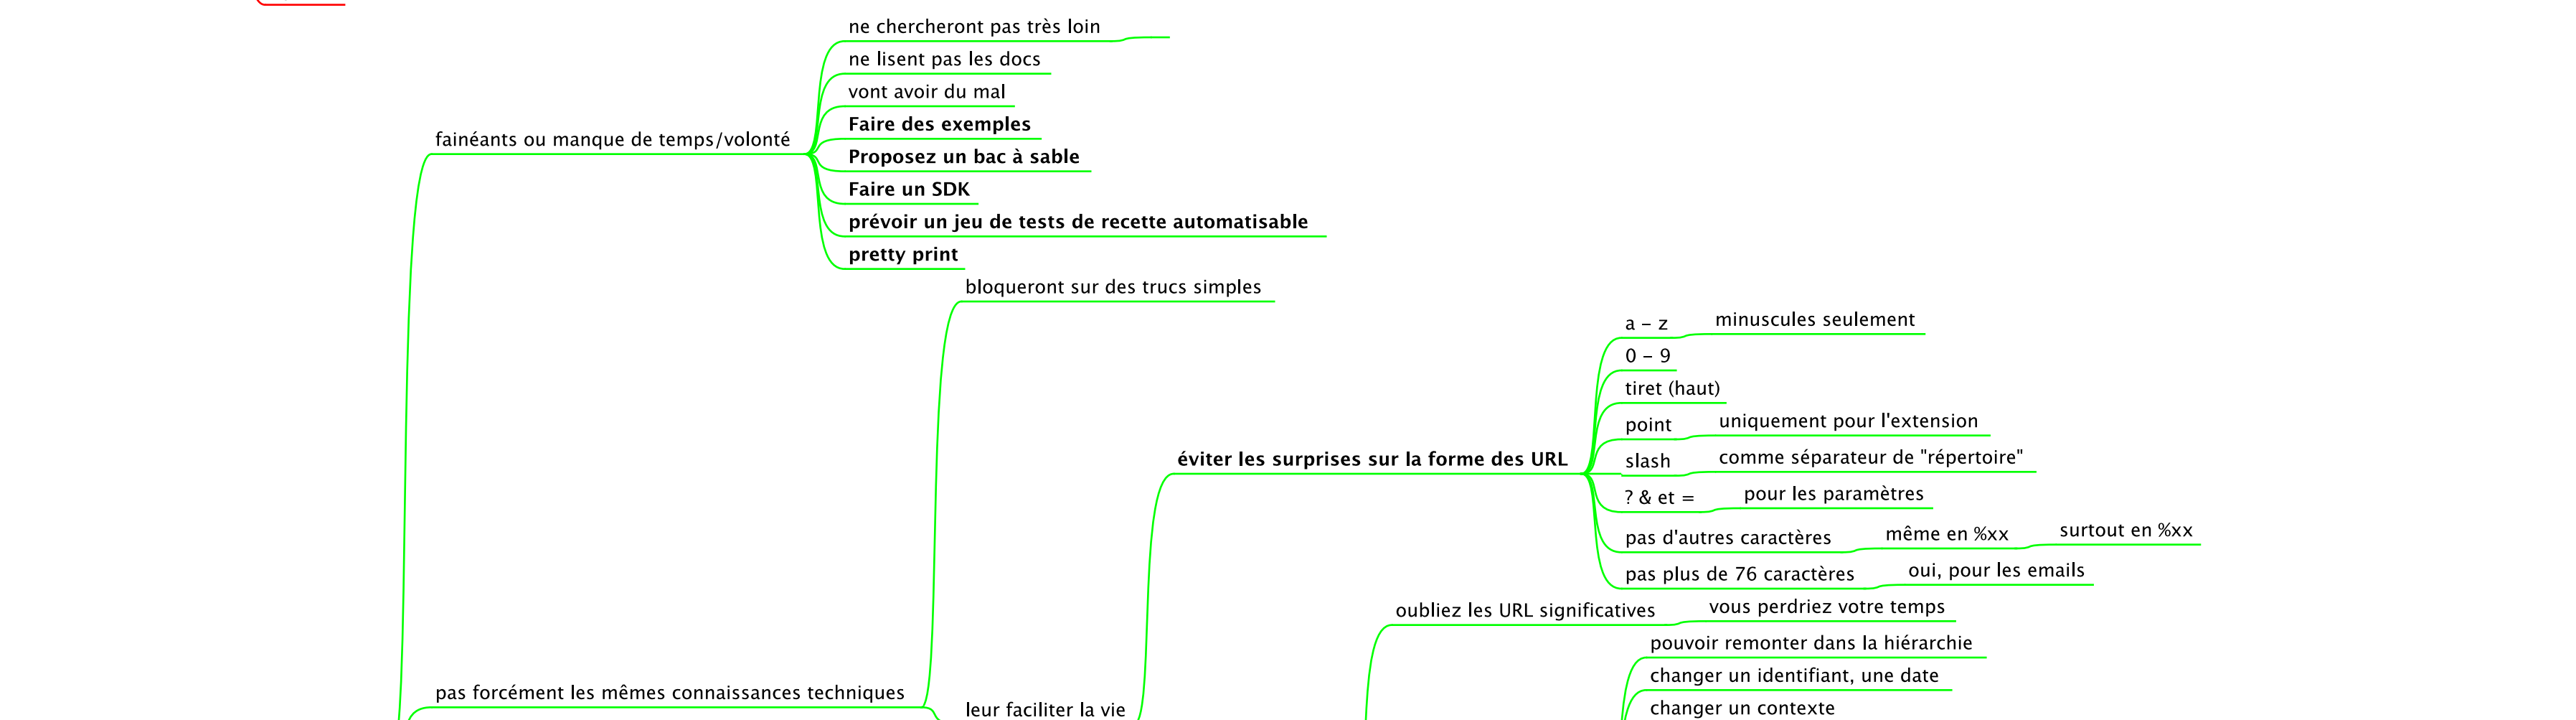 ne chercheront pas très loin
ne lisent pas les docs
vont avoir du mal
Faire des exemples
fainéants ou manque de temps/volonté
Proposez un bac à sable
Faire un SDK
prévoir un jeu de tests de recette automatisable
pretty print
bloqueront sur des trucs simples
a – z
minuscules seulement
0 – 9
tiret (haut)
point
uniquement pour l'extension
éviter les surprises sur la forme des URL
slash
comme séparateur de "répertoire"
? & et =
pour les paramètres
pas d'autres caractères
même en %xx
surtout en %xx
pas plus de 76 caractères
oui, pour les emails
oubliez les URL significatives
vous perdriez votre temps
pouvoir remonter dans la hiérarchie
changer un identifiant, une date
pas forcément les mêmes connaissances techniques
leur faciliter la vie
changer un contexte